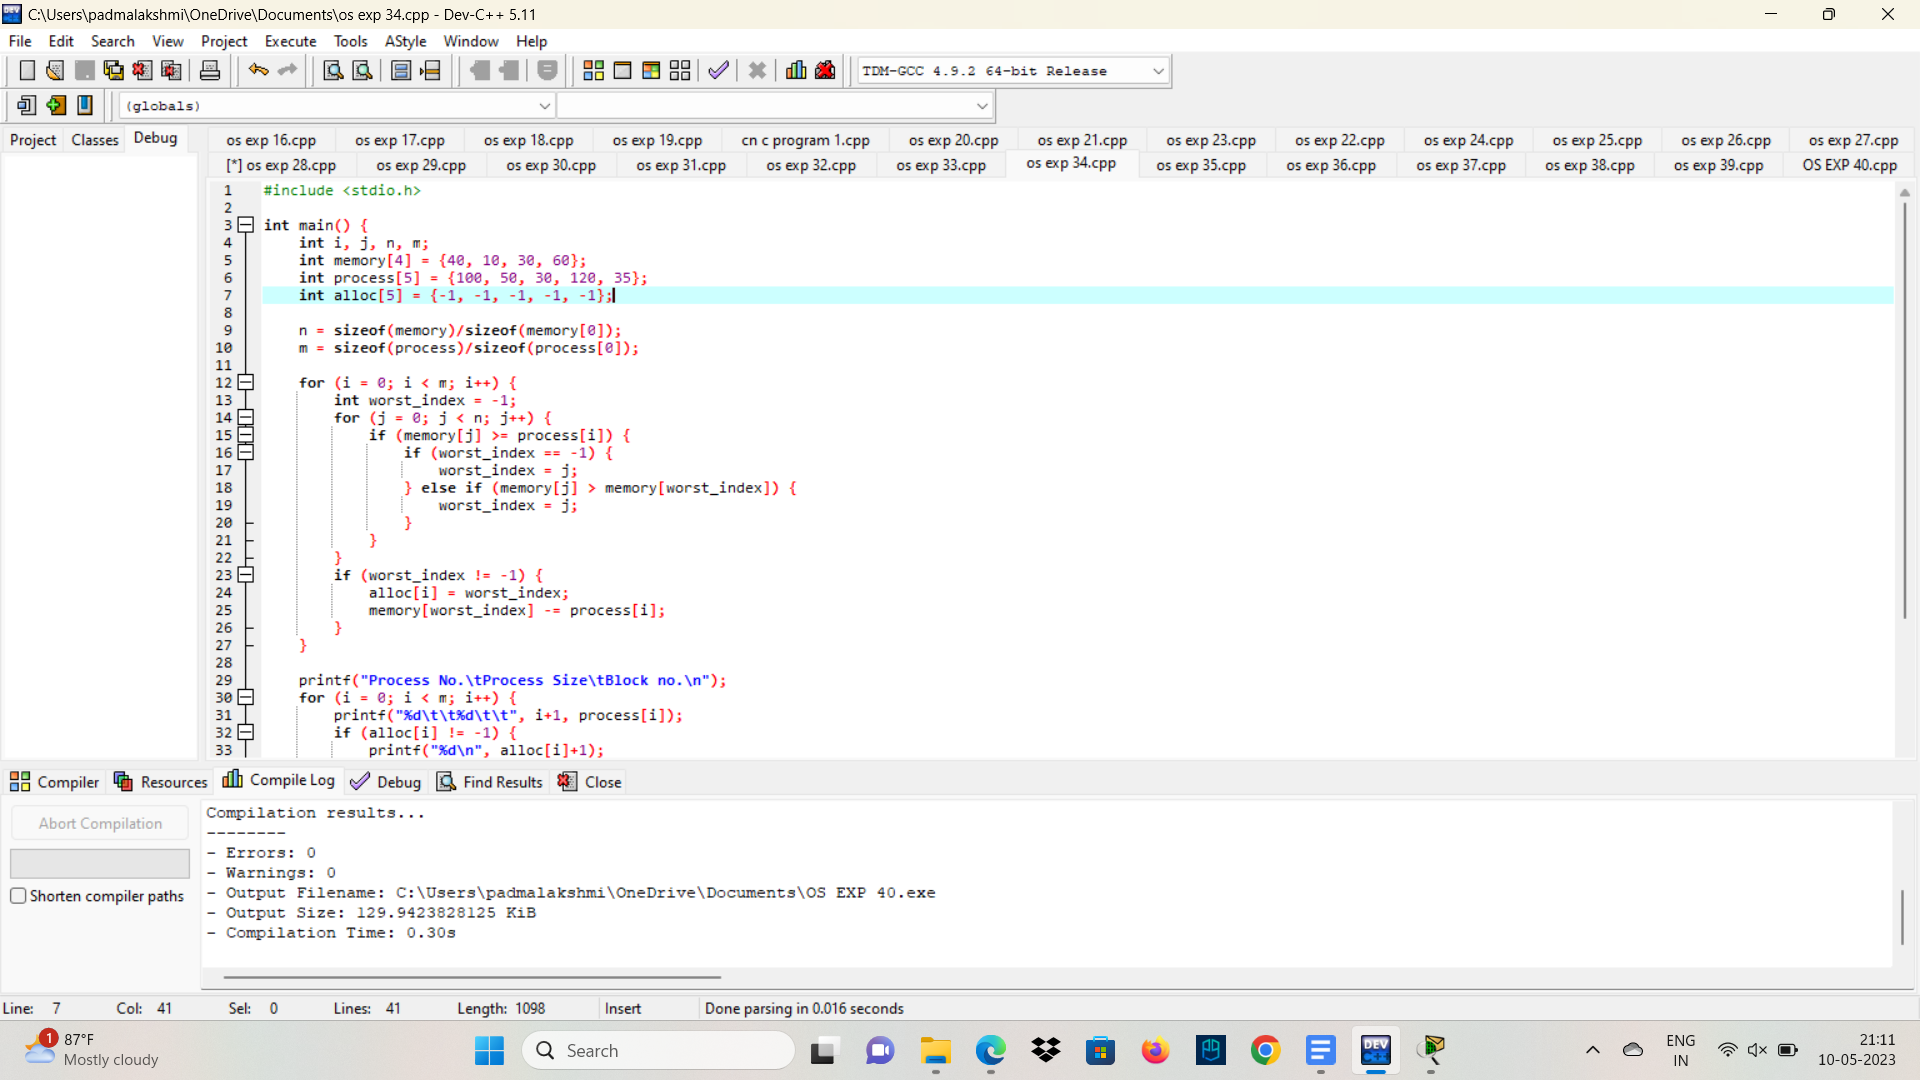 C:\Users\padmalakshmi\OneDrive\Documents\os exp 34.cpp - Dev-C++ 5.11
File Edit Search View Project Execute Tools AStyle Window Help
TDM-GCC 4.9.2 64-bit Release
(globals)
Project Classes Debug
os exp 16.cpp os exp 17.cpp os exp 18.cpp os exp 19.cpp cn c program 1.cpp os exp 20.cpp os exp 21.cpp os exp 23.cpp os exp 22.cpp os exp 24.cpp os exp 25.cpp os exp 26.cpp os exp 27.cpp
[*] os exp 28.cpp os exp 29.cpp os exp 30.cpp os exp 31.cpp os exp 32.cpp os exp 33.cpp os exp 34.cpp os exp 35.cpp os exp 36.cpp os exp 37.cpp os exp 38.cpp os exp 39.cpp OS EXP 40.cpp
1 #include <stdio.h>
2
3 int main() {
4 int i, j, n, m;
5 int memory[4] = {40, 10, 30, 60};
6 int process[5] = {100, 50, 30, 120, 35};
7 int alloc[5] = {-1, -1, -1, -1, -1};
8
9 n = sizeof(memory)/sizeof(memory[0]);
10 m = sizeof(process)/sizeof(process[0]);
11
12 for (i = 0; i < m; i++) {
13 int worst_index = -1;
14 for (j = 0; j < n; j++) {
15 if (memory[j] >= process[i]) {
16 if (worst_index == -1) {
17 worst_index = j;
18 } else if (memory[j] > memory[worst_index]) {
19 worst_index = j;
20 }
21 }
22 }
23 if (worst_index != -1) {
24 alloc[i] = worst_index;
25 memory[worst_index] -= process[i];
26 }
27 }
28
29 printf("Process No.\tProcess Size\tBlock no.\n");
30 for (i = 0; i < m; i++) {
31 printf("%d\t\t%d\t\t", i+1, process[i]);
32 if (alloc[i] != -1) {
33 printf("%d\n", alloc[i]+1);
Compiler Resources Compile Log Debug Find Results Close
Abort Compilation
Shorten compiler paths
Compilation results...
--------
- Errors: 0
- Warnings: 0
- Output Filename: C:\Users\padmalakshmi\OneDrive\Documents\OS EXP 40.exe
- Output Size: 129.9423828125 KiB
- Compilation Time: 0.30s
Line: 7 Col: 41 Sel: 0 Lines: 41 Length: 1098 Insert Done parsing in 0.016 seconds
1
87°F
Mostly cloudy
Search
DEV
C++
ENG
IN
21:11
10-05-2023